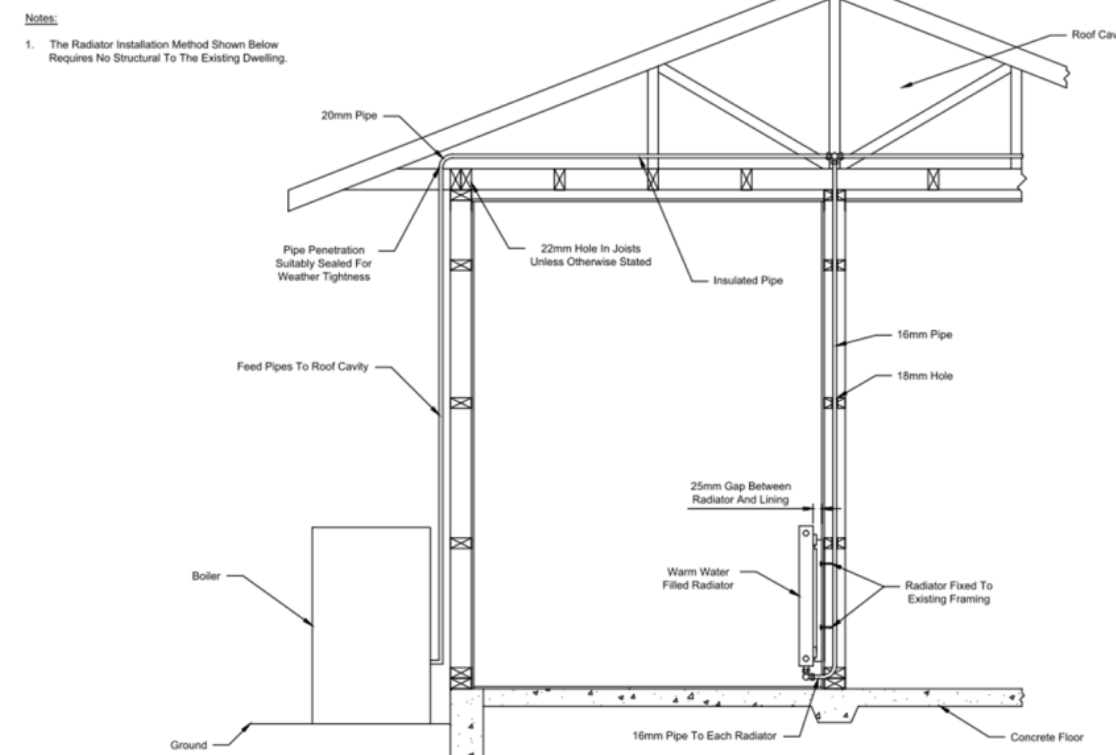 Notes:
1. The Radiator Installation Method Shown Below
Requires No Structural To The Existing Dwelling.
Roof Cav
20mm Pipe
Pipe Penetration
Suitably Sealed For
Weather Tightness
22mm Hole In Joists
Unless Otherwise Stated
Insulated Pipe
16mm Pipe
Feed Pipes To Roof Cavity
18mm Hole
25mm Gap Between
Radiator And Lining
Boiler
Warm Water
Filled Radiator
Radiator Fixed To
Existing Framing
16mm Pipe To Each Radiator
Concrete Floor
Ground